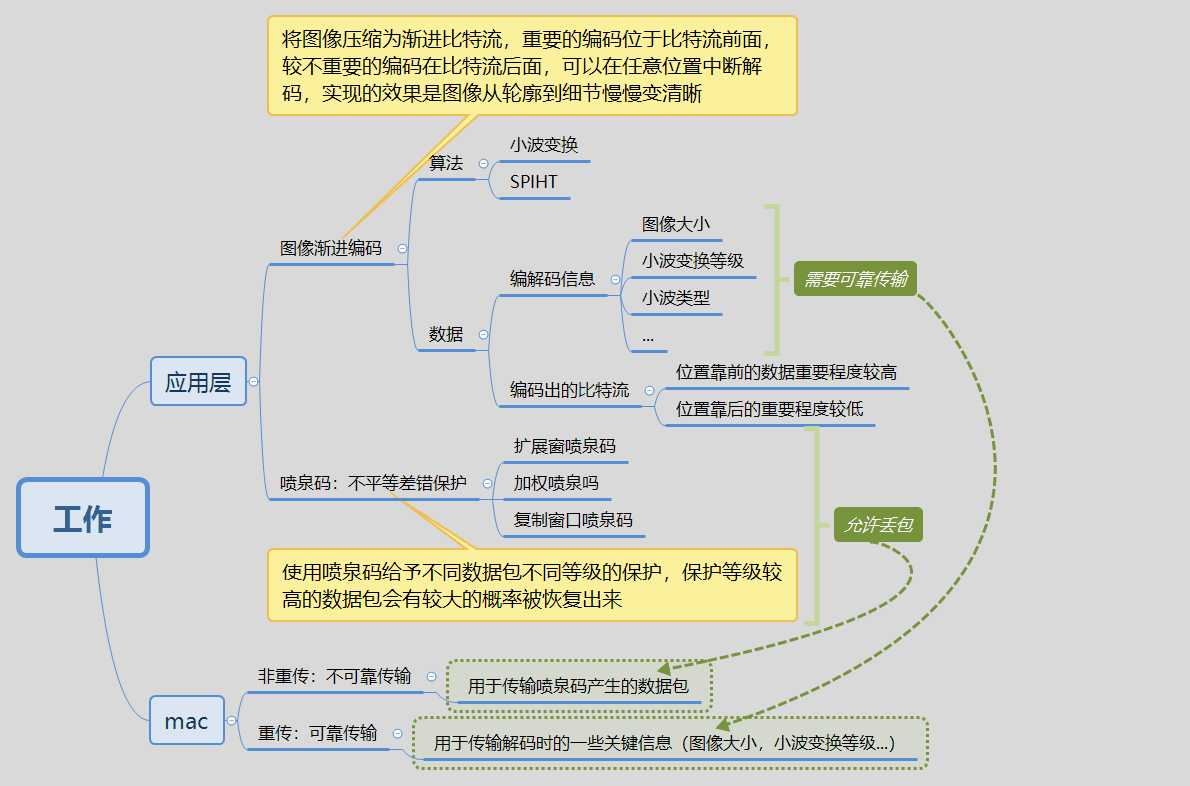 将图像压缩为渐进比特流，重要的编码位于比特流前面，
较不重要的编码在比特流后面，可以在任意位置中断解
码，实现的效果是图像从轮廓到细节慢慢变清晰
算法
小波变换
SPIHT
图像渐进编码
图像大小
小波变换等级
编解码信息
需要可靠传输
小波类型
数据
...
位置靠前的数据重要程度较高
应用层
编码出的比特流
位置靠后的重要程度较低
扩展窗喷泉码
喷泉码：不平等差错保护
加权喷泉吗
复制窗口喷泉码
工作
允许丢包
使用喷泉码给予不同数据包不同等级的保护，保护等级较
高的数据包会有较大的概率被恢复出来
非重传：不可靠传输
用于传输喷泉码产生的数据包
mac
重传：可靠传输
用于传输解码时的一些关键信息（图像大小，小波变换等级...）